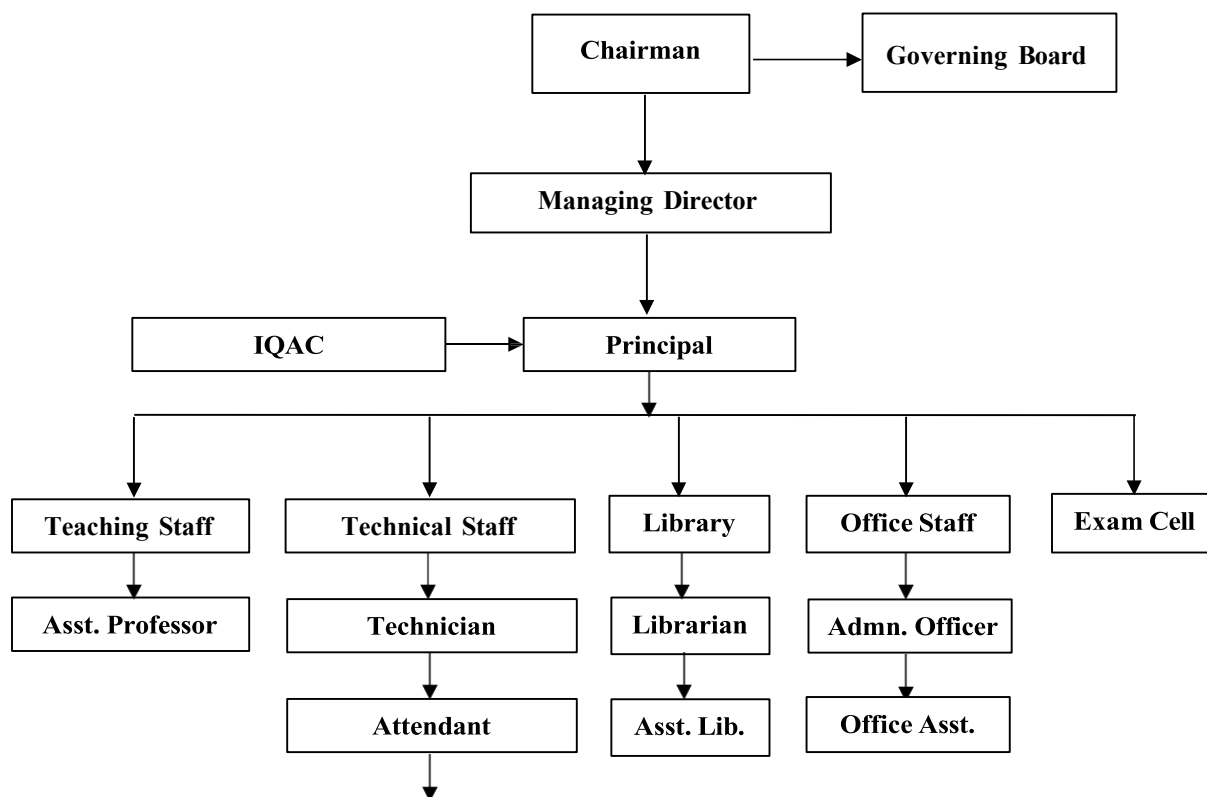 Chairman
Governing Board
Managing Director
IQAC
Principal
Teaching Staff
Technical Staff
Library
Office Staff
Exam Cell
Asst. Professor
Technician
Librarian
Admn. Officer
Attendant
Asst. Lib.
Office Asst.